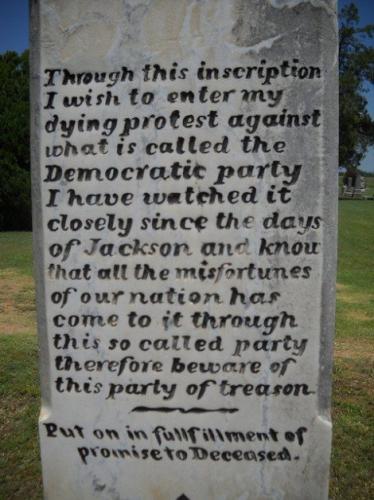 Through this inscription
I wish to enter my
dying protest against
what is called the
Democratic party
I have watched it
closely since the days
of Jackson and know
that all the misfortunes
of our nation has
come to it through
this so called party
therefore beware of
this party of treason.
Put on in fullfillment of
promise to Deceased.